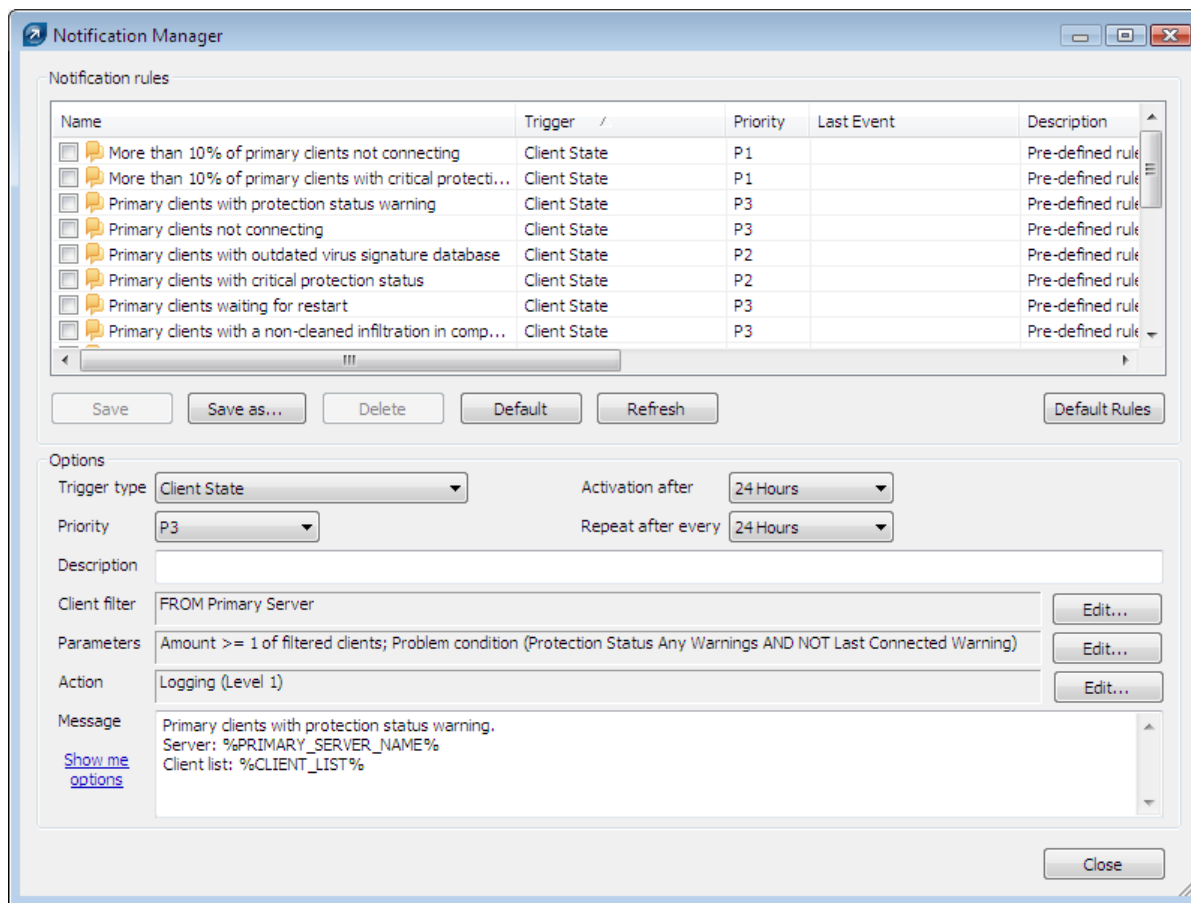 Notification Manager
Notification rules
Name Trigger Priority Last Event Description
More than 10% of primary clients not connecting Client State P1 Pre-defined rule
More than 10% of primary clients with critical protecti... Client State P1 Pre-defined rule
Primary clients with protection status warning Client State P3 Pre-defined rule
Primary clients not connecting Client State P3 Pre-defined rule
Primary clients with outdated virus signature database Client State P2 Pre-defined rule
Primary clients with critical protection status Client State P2 Pre-defined rule
Primary clients waiting for restart Client State P3 Pre-defined rule
Primary clients with a non-cleaned infiltration in comp... Client State P3 Pre-defined rule
Save Save as... Delete Default Refresh Default Rules
Options
Trigger type Client State Activation after 24 Hours
Priority P3 Repeat after every 24 Hours
Description
Client filter FROM Primary Server Edit...
Parameters Amount >= 1 of filtered clients; Problem condition (Protection Status Any Warnings AND NOT Last Connected Warning) Edit...
Action Logging (Level 1) Edit...
Message Primary clients with protection status warning.
Server: %PRIMARY_SERVER_NAME%
Show me Client list: %CLIENT_LIST%
options
Close